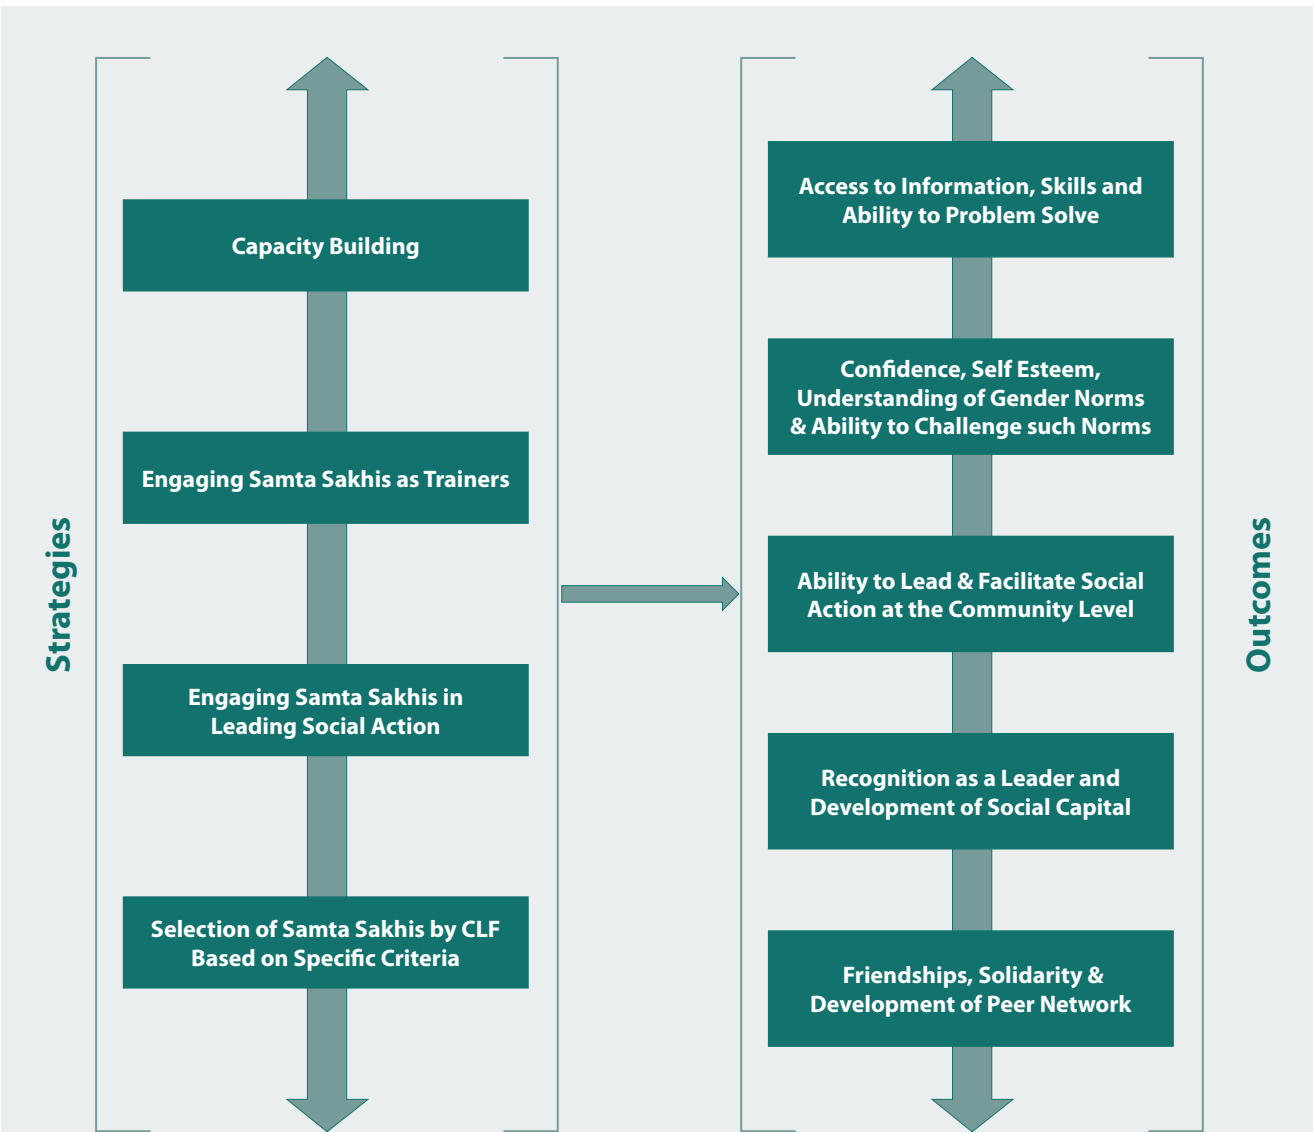 Strategies
Capacity Building
Engaging Samta Sakhis as Trainers
Engaging Samta Sakhis in
Leading Social Action
Selection of Samta Sakhis by CLF
Based on Specific Criteria
Access to Information, Skills and
Ability to Problem Solve
Confidence, Self Esteem,
Understanding of Gender Norms
& Ability to Challenge such Norms
Ability to Lead & Facilitate Social
Action at the Community Level
Recognition as a Leader and
Development of Social Capital
Friendships, Solidarity &
Development of Peer Network
Outcomes